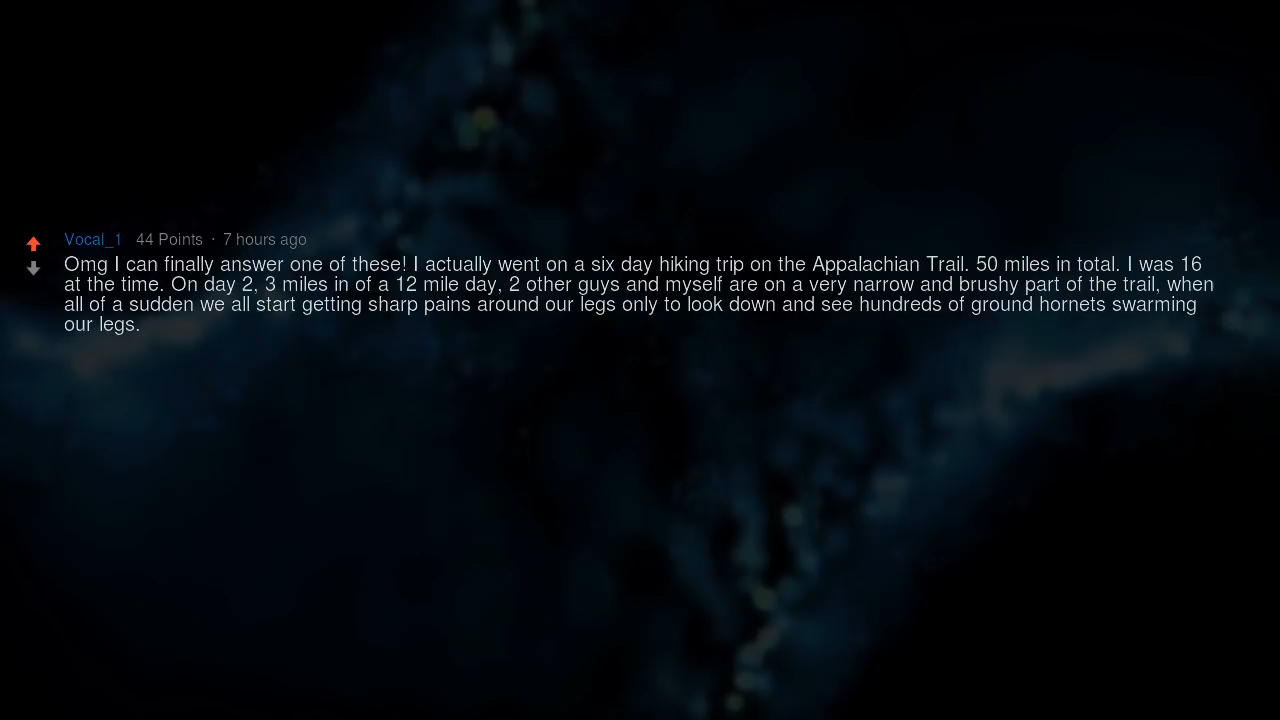 Vocal_1 44 Points · 7 hours ago
Omg I can finally answer one of these! I actually went on a six day hiking trip on the Appalachian Trail. 50 miles in total. I was 16
at the time. On day 2, 3 miles in of a 12 mile day, 2 other guys and myself are on a very narrow and brushy part of the trail, when
all of a sudden we all start getting sharp pains around our legs only to look down and see hundreds of ground hornets swarming
our legs.